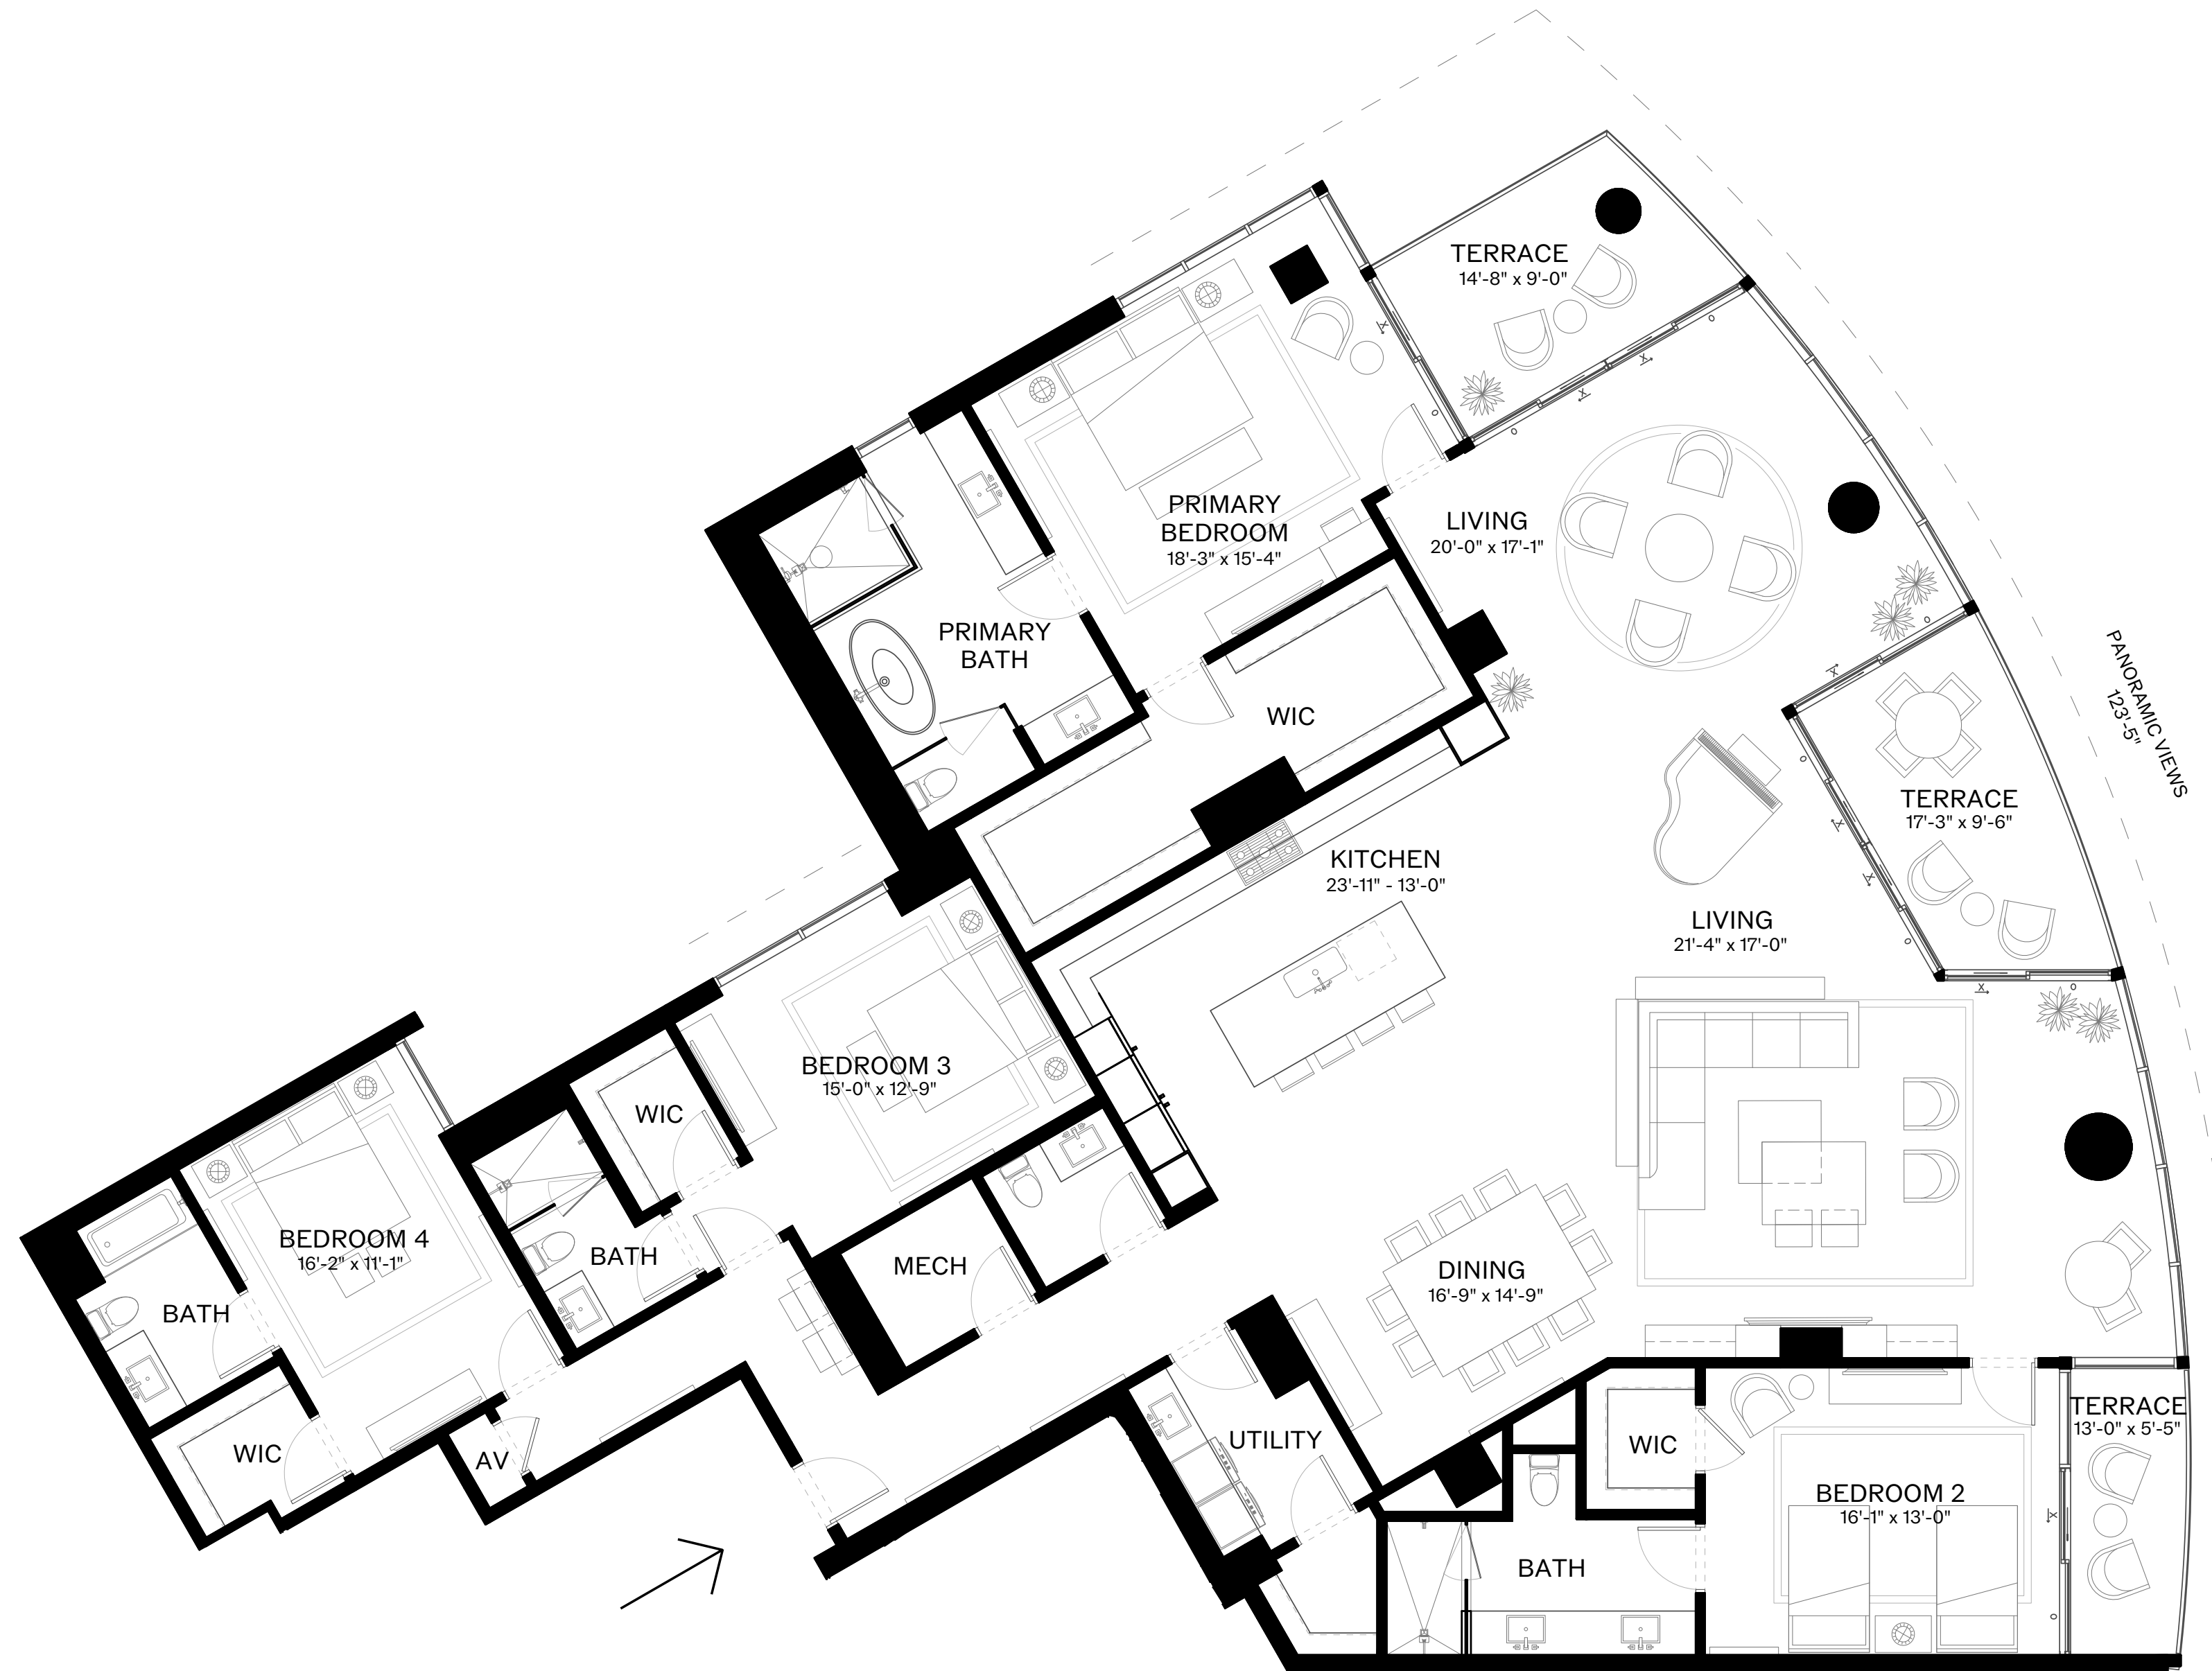 TERRACE
14'-8" x 9'-0"
PRIMARY
BEDROOM
18'-3" x 15'-4"
LIVING
20'-0" x 17'-1"
PRIMARY
BATH
WIC
PANORAMIC VIEWS
123'-5"
TERRACE
17'-3" x 9'-6"
KITCHEN
23'-11" - 13'-0"
LIVING
21'-4" x 17'-0"
BEDROOM 3
15'-0" x 12'-9"
WIC
BEDROOM 4
16'-2" x 11'-1"
BATH
MECH
DINING
16'-9" x 14'-9"
BATH
WIC
AV
UTILITY
WIC
TERRACE
13'-0" x 5'-5"
BEDROOM 2
16'-1" x 13'-0"
BATH